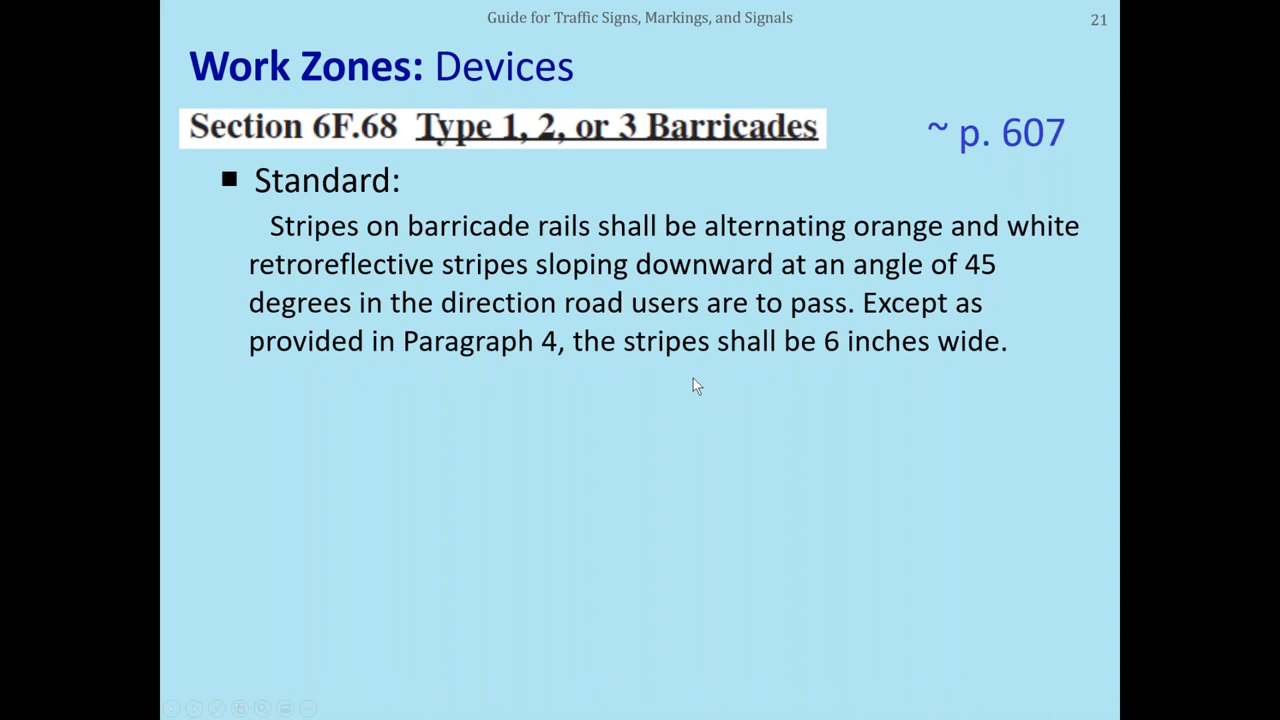 Guide for Traffic Signs, Markings, and Signals
21
Work Zones: Devices
Section 6F.68 Type 1, 2, or 3 Barricades
~ p. 607
■ Standard:
Stripes on barricade rails shall be alternating orange and white
retroreflective stripes sloping downward at an angle of 45
degrees in the direction road users are to pass. Except as
provided in Paragraph 4, the stripes shall be 6 inches wide.